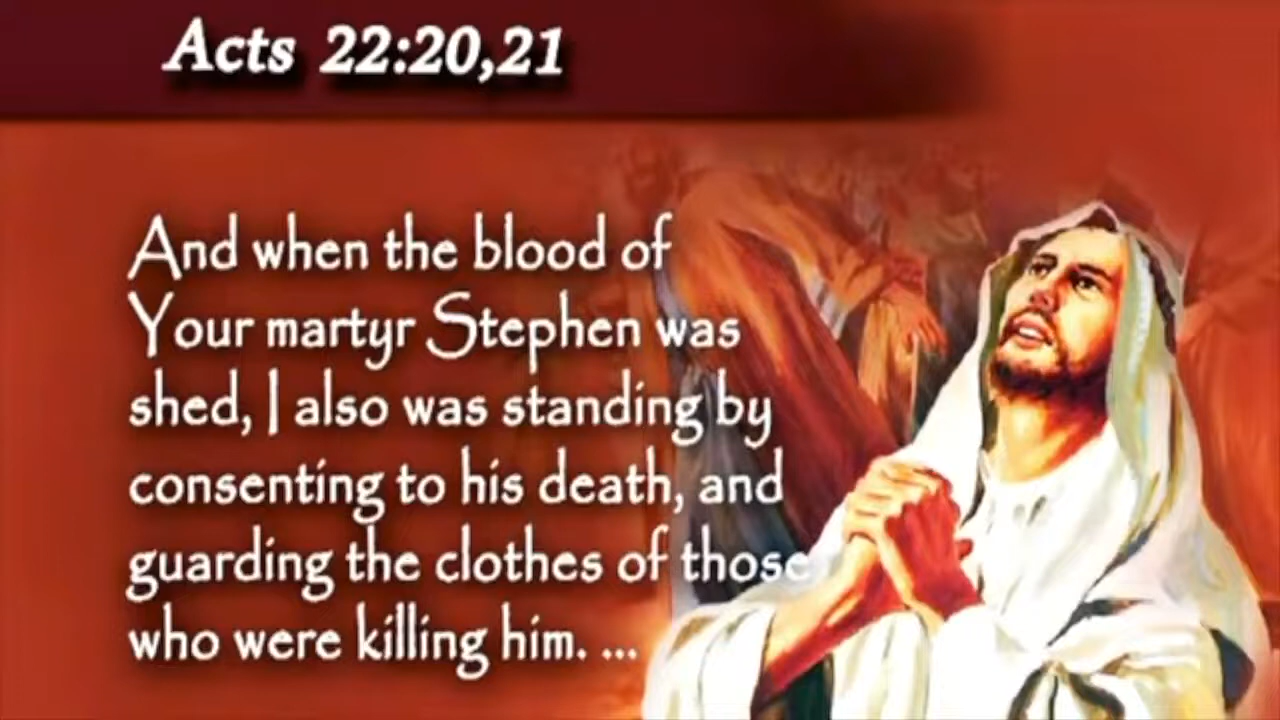 Acts 22:20,21
And when the blood of
Your martyr Stephen was
shed, I also was standing by
consenting to his death, and
guarding the clothes of those
who were killing him. ...